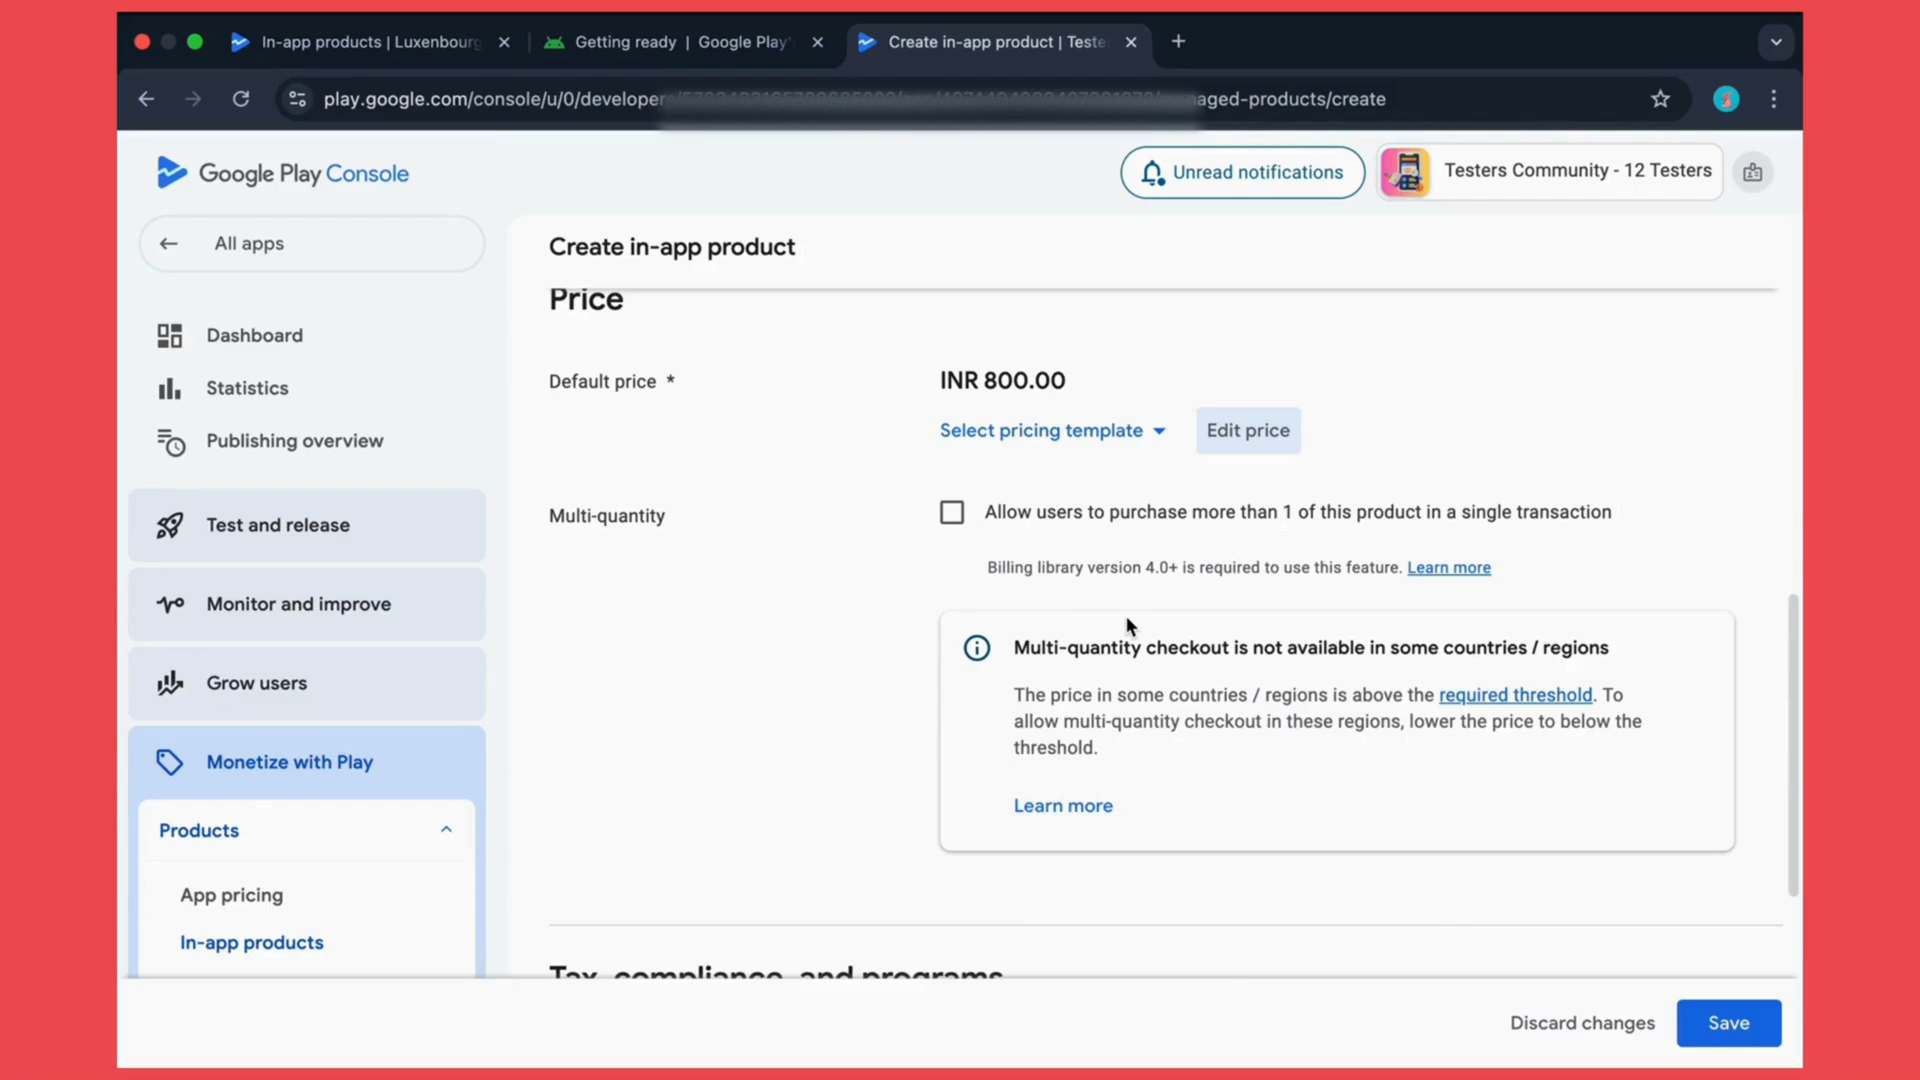 In-app products | Luxenbourg
Getting ready | Google Play'
Create in-app product | Teste
play.google.com/console/u/0/developer
aged-products/create
Google Play Console
Unread notifications
Testers Community - 12 Testers
All apps
Create in-app product
Dashboard
Statistics
Publishing overview
Test and release
Monitor and improve
Grow users
Monetize with Play
Products
App pricing
In-app products
Price
Default price *
INR 800.00
Select pricing template
Edit price
Multi-quantity
Allow users to purchase more than 1 of this product in a single transaction
Billing library version 4.0+ is required to use this feature. Learn more
Multi-quantity checkout is not available in some countries / regions
The price in some countries / regions is above the required threshold. To
allow multi-quantity checkout in these regions, lower the price to below the
threshold.
Learn more
Tax, compliance, and programs
Discard changes
Save